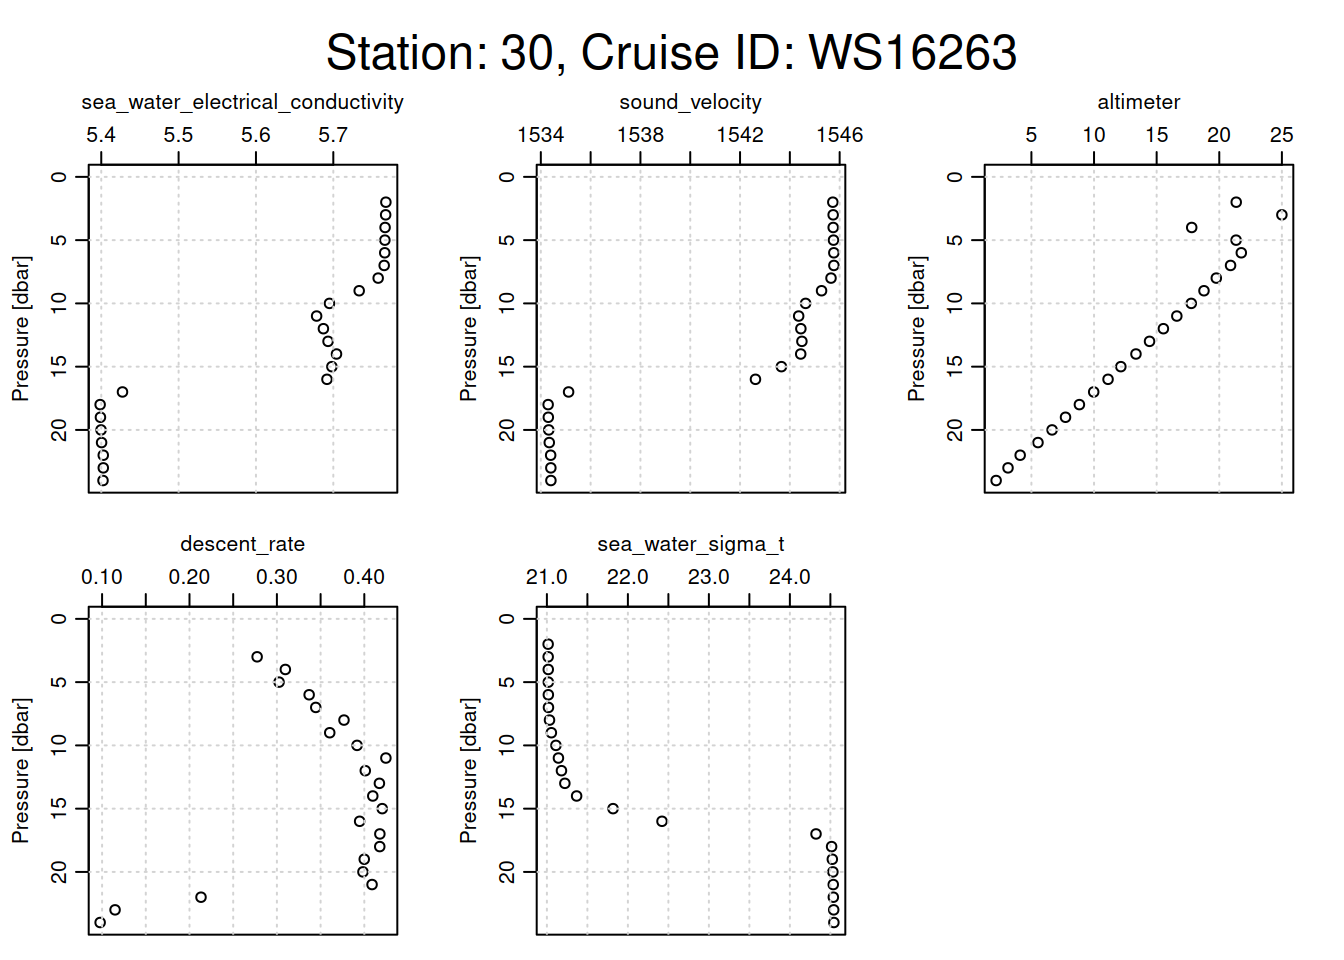 Station: 30, Cruise ID: WS16263
sea_water_electrical_conductivity
5.4 5.5 5.6 5.7
Pressure [dbar]
0 5 10 15 20
sound_velocity
1534 1538 1542 1546
Pressure [dbar]
0 5 10 15 20
altimeter
5 10 15 20 25
Pressure [dbar]
0 5 10 15 20
descent_rate
0.10 0.20 0.30 0.40
Pressure [dbar]
0 5 10 15 20
sea_water_sigma_t
21.0 22.0 23.0 24.0
Pressure [dbar]
0 5 10 15 20